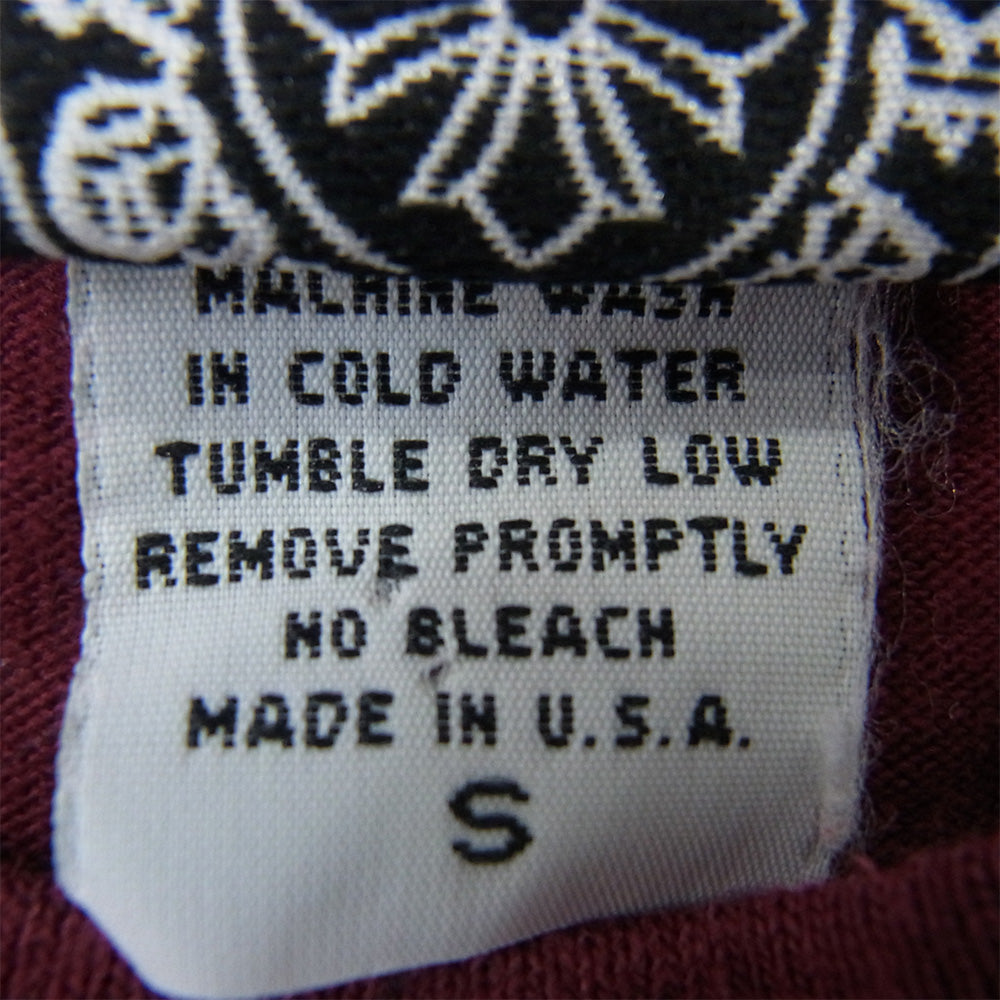 MACHINE WASH
IN COLD WATER
TUMBLE DRY LOW
REMOVE PROMPTLY
NO BLEACH
MADE IN U.S.A.
S